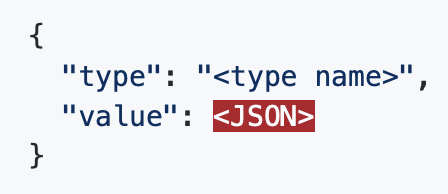 {
"type": "<type name>",
"value": <JSON>
}